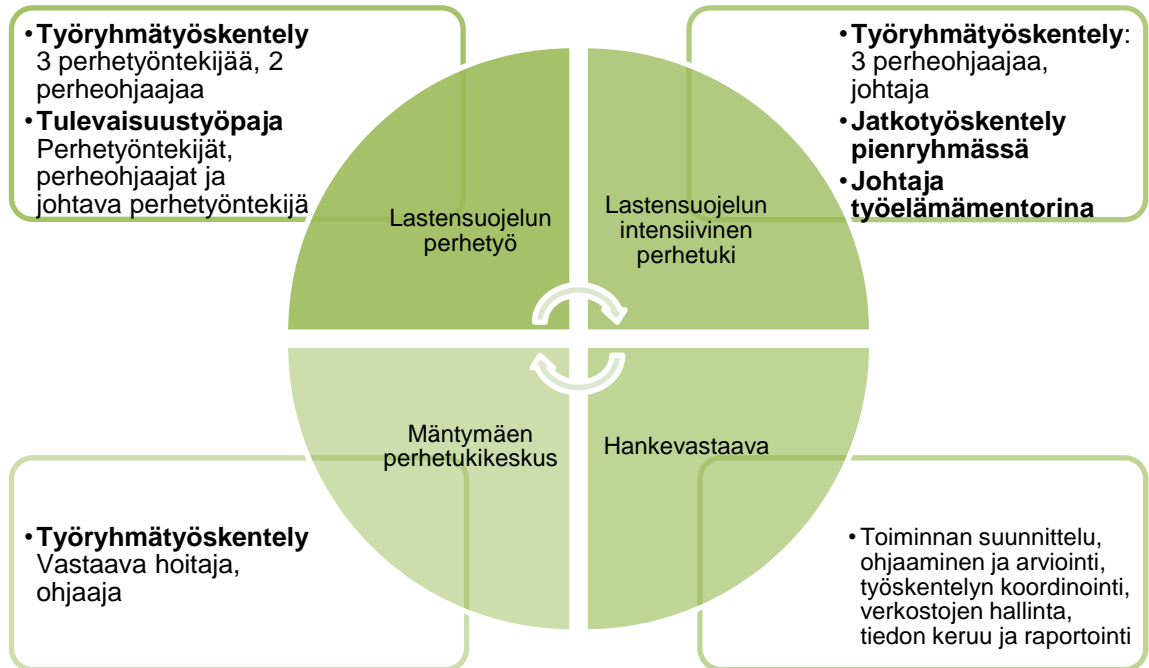 •Työryhmätyöskentely
3 perhetyöntekijää, 2
perheohjaajaa
•Tulevaisuustyöpaja
Perhetyöntekijät,
perheohjaajat ja
johtava perhetyöntekijä
•Työryhmätyöskentely:
3 perheohjaajaa,
johtaja
•Jatkotyöskentely
pienryhmässä
•Johtaja
työelämämentorina
Lastensuojelun
perhetyö
Lastensuojelun
intensiivinen
perhetuki
Mäntymäen
perhetukikeskus
Hankevastaava
•Työryhmätyöskentely
Vastaava hoitaja,
ohjaaja
•Toiminnan suunnittelu,
ohjaaminen ja arviointi,
työskentelyn koordinointi,
verkostojen hallinta,
tiedon keruu ja raportointi